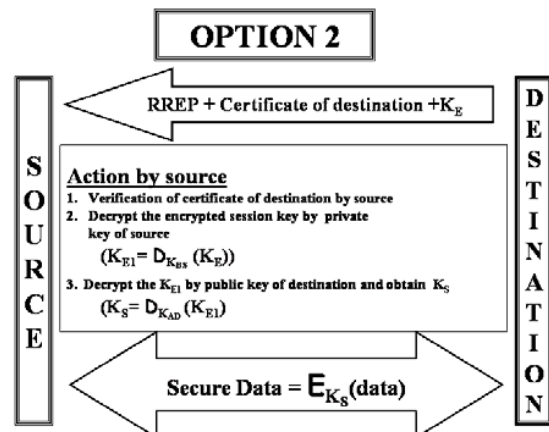 OPTION 2
RREP + Certificate of destination +K_E
SOURCE
DESTINATION
Action by source
1. Verification of certificate of destination by source
2. Decrypt the encrypted session key by private
key of source
(K_E1= D_K_BS (K_E))
3. Decrypt the K_E1 by public key of destination and obtain K_S
(K_S= D_K_AD (K_E1)
Secure Data = E_K_S(data)